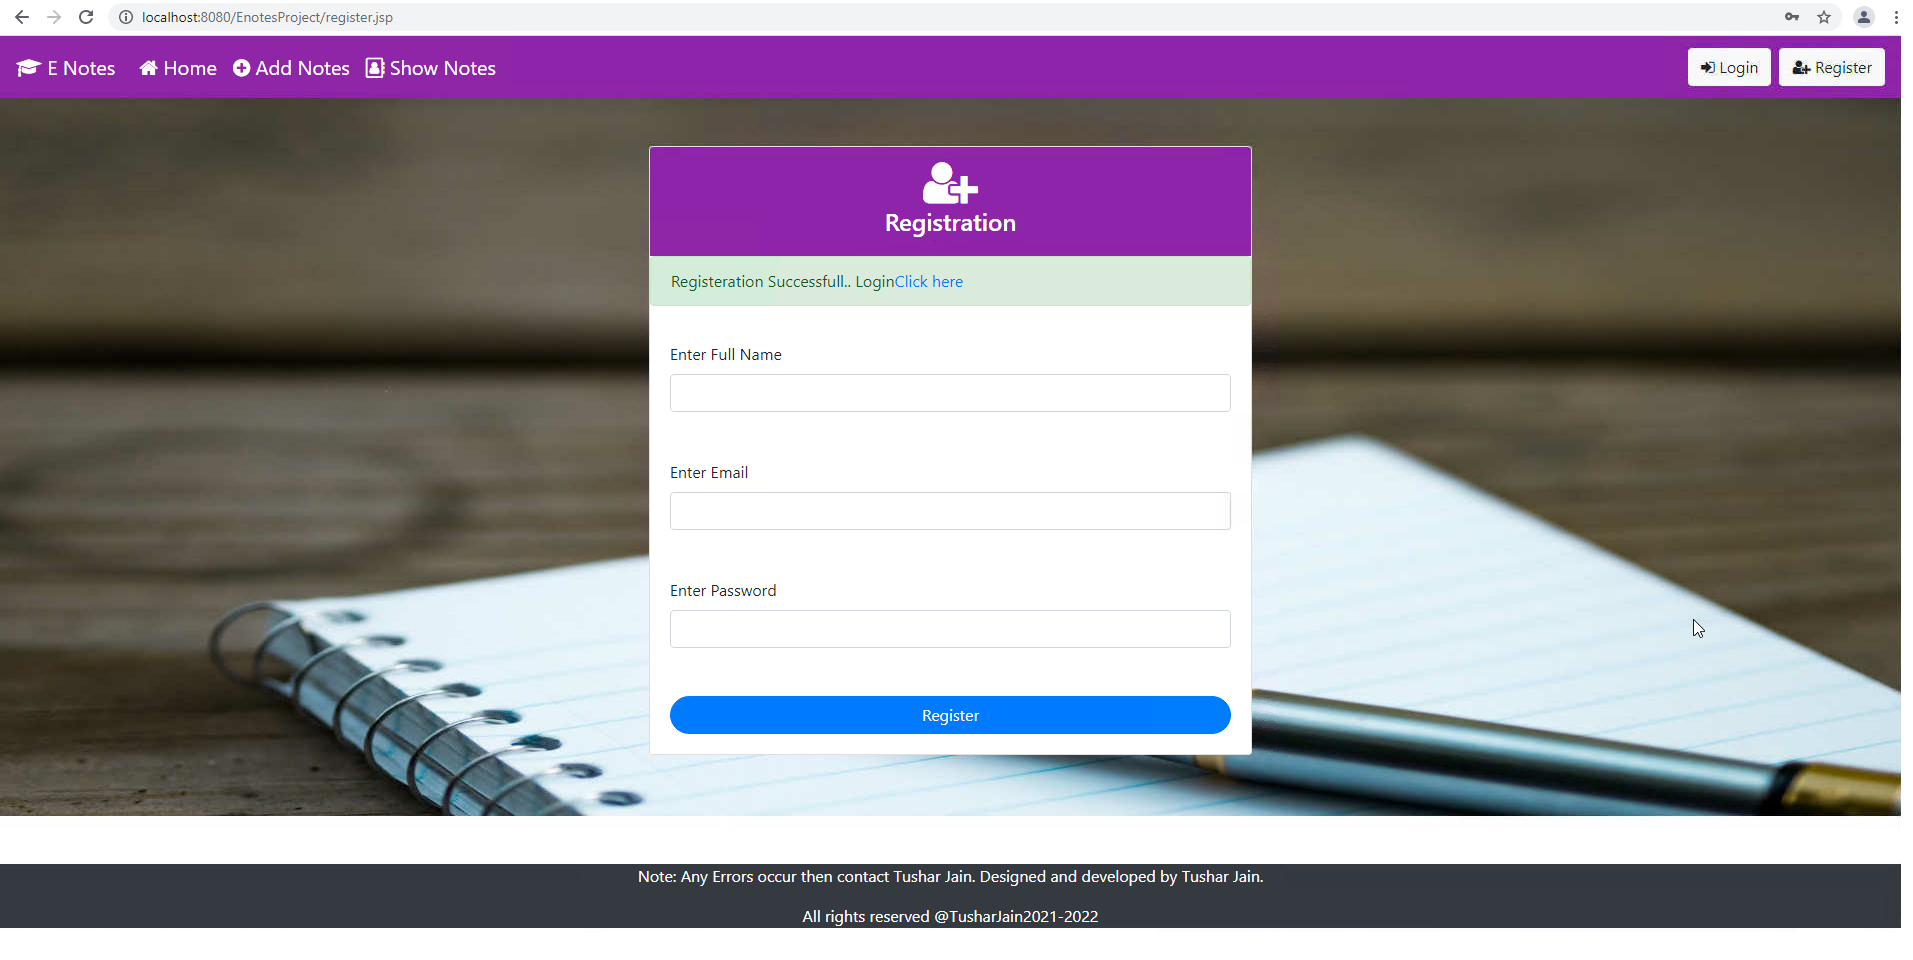 localhost:8080/EnotesProject/register.jsp
E Notes Home Add Notes Show Notes Login Register
Registration
Registeration Successfull.. LoginClick here
Enter Full Name
Enter Email
Enter Password
Register
Note: Any Errors occur then contact Tushar Jain. Designed and developed by Tushar Jain.
All rights reserved @TusharJain2021-2022